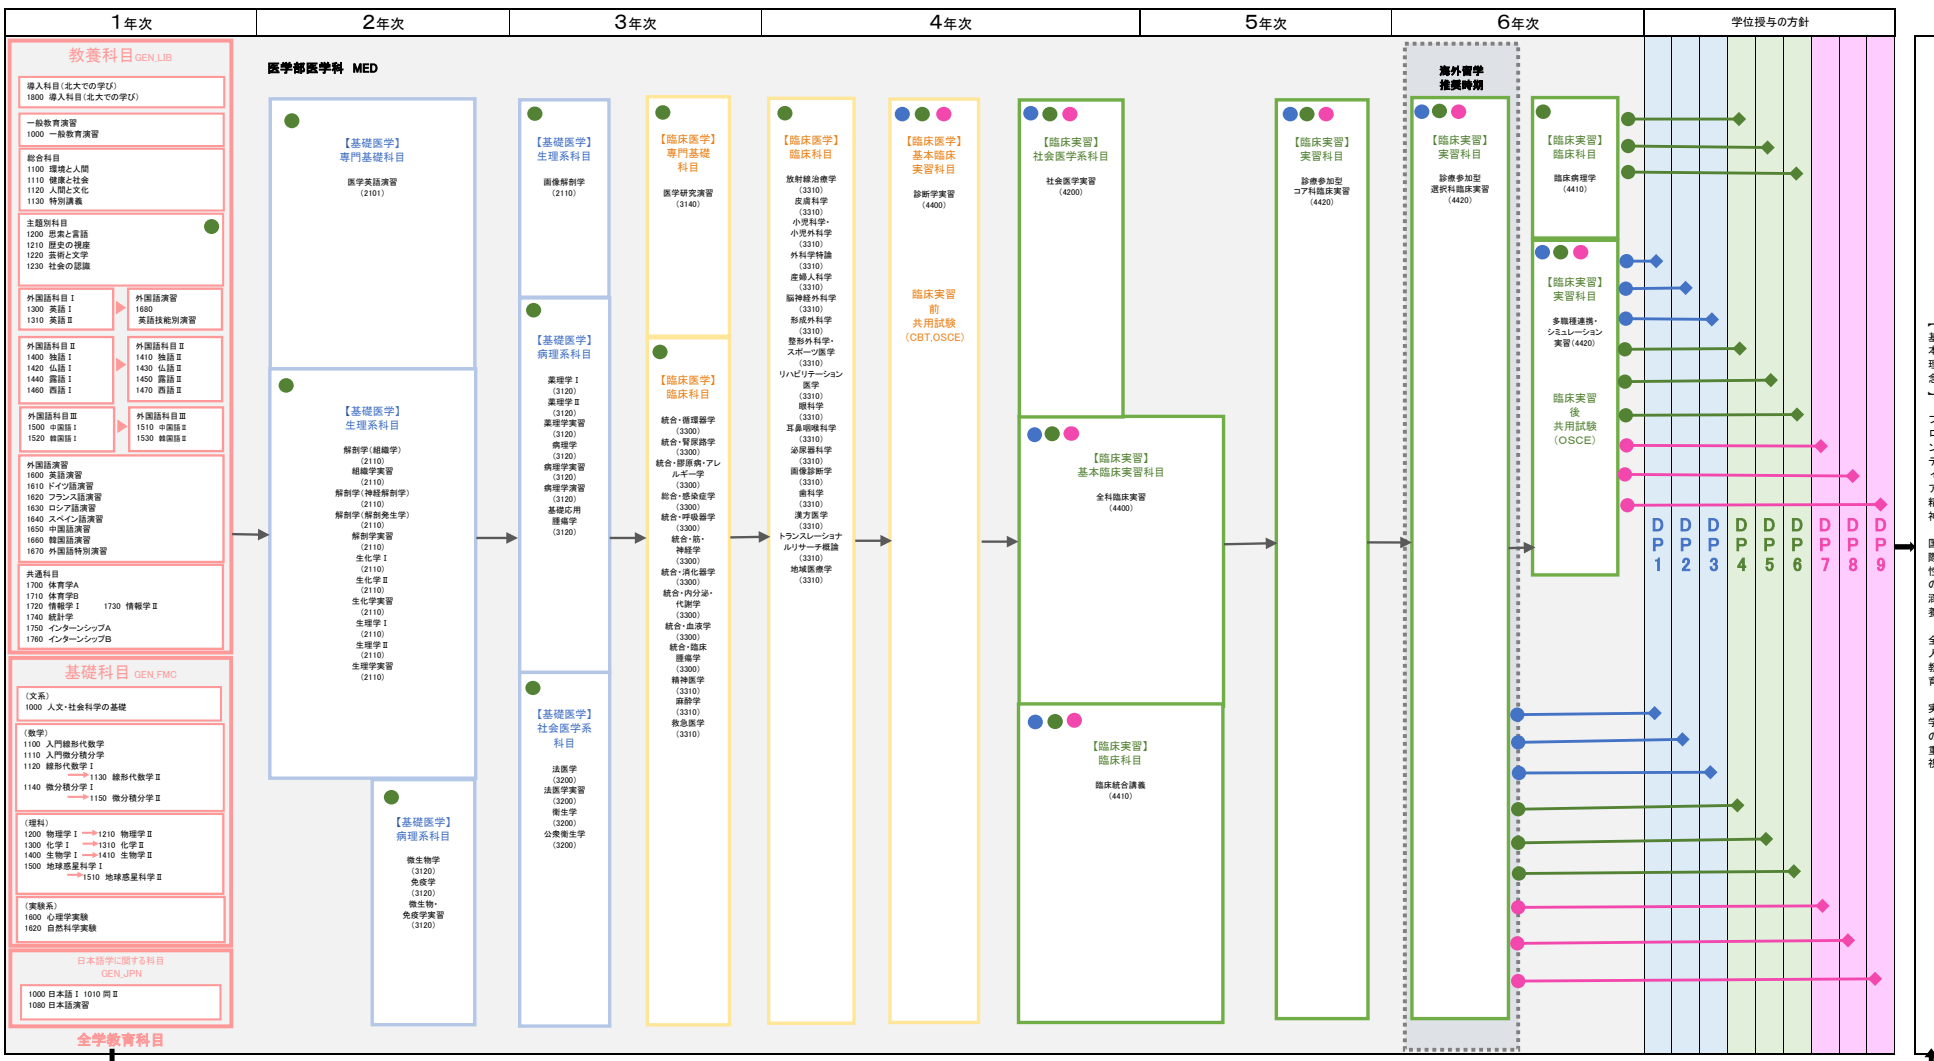 1年次
2年次
3年次
4年次
5年次
6年次
学位授与の方針
教養科目GEN_LIB
導入科目(北大での学び)
1800 導入科目(北大での学び)
一般教育演習
1000 一般教育演習
総合科目
1100 環境と人間
1110 健康と社会
1120 人間と文化
1130 特別講義
主題別科目
1200 思索と言語
1210 歴史の視座
1220 芸術と文学
1230 社会の認識
外国語科目Ⅰ
1300 英語Ⅰ
1310 英語Ⅱ
外国語演習
1680
英語技能別演習
外国語科目Ⅱ
1400 独語Ⅰ
1420 仏語Ⅰ
1440 露語Ⅰ
1460 西語Ⅰ
外国語科目Ⅱ
1410 独語Ⅱ
1430 仏語Ⅱ
1450 露語Ⅱ
1470 西語Ⅱ
外国語科目Ⅲ
1500 中国語Ⅰ
1520 韓国語Ⅰ
外国語科目Ⅲ
1510 中国語Ⅱ
1530 韓国語Ⅱ
外国語演習
1600 英語演習
1610 ドイツ語演習
1620 フランス語演習
1630 ロシア語演習
1640 スペイン語演習
1650 中国語演習
1660 韓国語演習
1670 外国語特別演習
共通科目
1700 体育学A
1710 体育学B
1720 情報学Ⅰ 1730 情報学Ⅱ
1740 統計学
1750 インターンシップA
1760 インターンシップB
基礎科目 GEN_FMC
(文系)
1000 人文・社会科学の基礎
(数学)
1100 入門線形代数学
1110 入門微分積分学
1120 線形代数学Ⅰ
1130 線形代数学Ⅱ
1140 微分積分学Ⅰ
1150 微分積分学Ⅱ
(理科)
1200 物理学Ⅰ 1210 物理学Ⅱ
1300 化学Ⅰ 1310 化学Ⅱ
1400 生物学Ⅰ 1410 生物学Ⅱ
1500 地球惑星科学Ⅰ
1510 地球惑星科学Ⅱ
(実験系)
1600 心理学実験
1620 自然科学実験
日本語学に関する科目
GEN_JPN
1000 日本語Ⅰ 1010 同Ⅱ
1080 日本語演習
全学教育科目
医学部医学科 MED
【基礎医学】
専門基礎科目
医学英語演習
(2101)
【基礎医学】
生理系科目
解剖学(組織学)
(2110)
組織学実習
(2110)
解剖学(神経解剖学)
(2110)
解剖学(解剖発生学)
(2110)
解剖学実習
(2110)
生化学Ⅰ
(2110)
生化学Ⅱ
(2110)
生化学実習
(2110)
生理学Ⅰ
(2110)
生理学Ⅱ
(2110)
生理学実習
(2110)
【基礎医学】
病理系科目
微生物学
(3120)
免疫学
(3120)
微生物・
免疫学実習
(3120)
【基礎医学】
生理系科目
画像解剖学
(2110)
【基礎医学】
病理系科目
薬理学Ⅰ
(3120)
薬理学Ⅱ
(3120)
薬理学実習
(3120)
病理学
(3120)
病理学実習
(3120)
病理学演習
(3120)
基礎応用
腫瘍学
(3120)
【基礎医学】
社会医学系
科目
法医学
(3200)
法医学実習
(3200)
衛生学
(3200)
公衆衛生学
(3200)
【臨床医学】
専門基礎
科目
医学研究演習
(3140)
【臨床医学】
臨床科目
統合・循環器学
(3300)
統合・腎尿路学
(3300)
統合・膠原病・アレ
ルギー学
(3300)
総合・感染症学
(3300)
統合・呼吸器学
(3300)
統合・筋・
神経学
(3300)
統合・消化器学
(3300)
統合・内分泌・
代謝学
(3300)
統合・血液学
(3300)
統合・臨床
腫瘍学
(3300)
精神医学
(3310)
麻酔学
(3310)
救急医学
(3310)
【臨床医学】
臨床科目
放射線治療学
(3310)
皮膚科学
(3310)
小児科学・
小児外科学
(3310)
外科学特論
(3310)
産婦人科学
(3310)
脳神経外科学
(3310)
形成外科学
(3310)
整形外科学・
スポーツ医学
(3310)
リハビリテーション
医学
(3310)
眼科学
(3310)
耳鼻咽喉科学
(3310)
泌尿器科学
(3310)
画像診断学
(3310)
歯科学
(3310)
漢方医学
(3310)
トランスレーショナ
ルリサーチ概論
(3310)
地域医療学
(3310)
【臨床医学】
基本臨床
実習科目
診断学実習
(4400)
臨床実習
前
共用試験
(CBT,OSCE)
【臨床実習】
社会医学系科目
社会医学実習
(4200)
【臨床実習】
基本臨床実習科目
全科臨床実習
(4400)
【臨床実習】
臨床科目
臨床統合講義
(4410)
【臨床実習】
実習科目
診療参加型
コア科臨床実習
(4420)
海外留学
推奨時期
【臨床実習】
実習科目
診療参加型
選択科臨床実習
(4420)
【臨床実習】
臨床科目
臨床病理学
(4410)
【臨床実習】
実習科目
多職種連携・
シミュレーション
実習(4420)
臨床実習
後
共用試験
(OSCE)
DP1
DP2
DP3
DP4
DP5
DP6
DP7
DP8
DP9
【基本理念】 フロンティア精神 国際性の涵養 全人教育 実学の重視